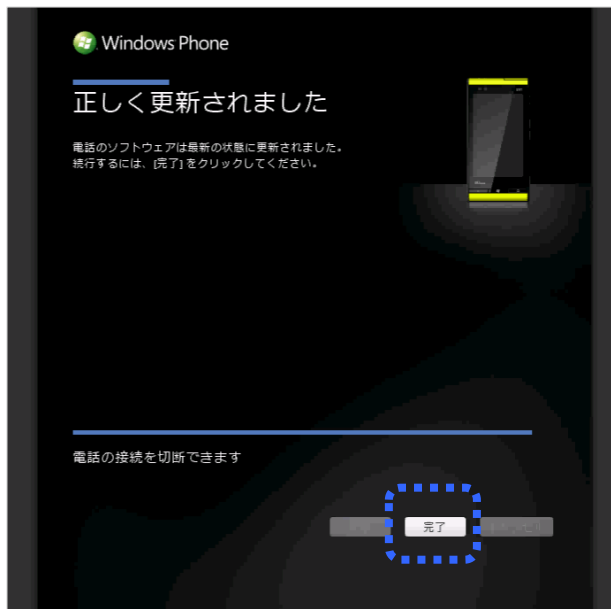 Windows Phone
正しく更新されました
電話のソフトウェアは最新の状態に更新されました。
続行するには、[完了] をクリックしてください。
電話の接続を切断できます
完了